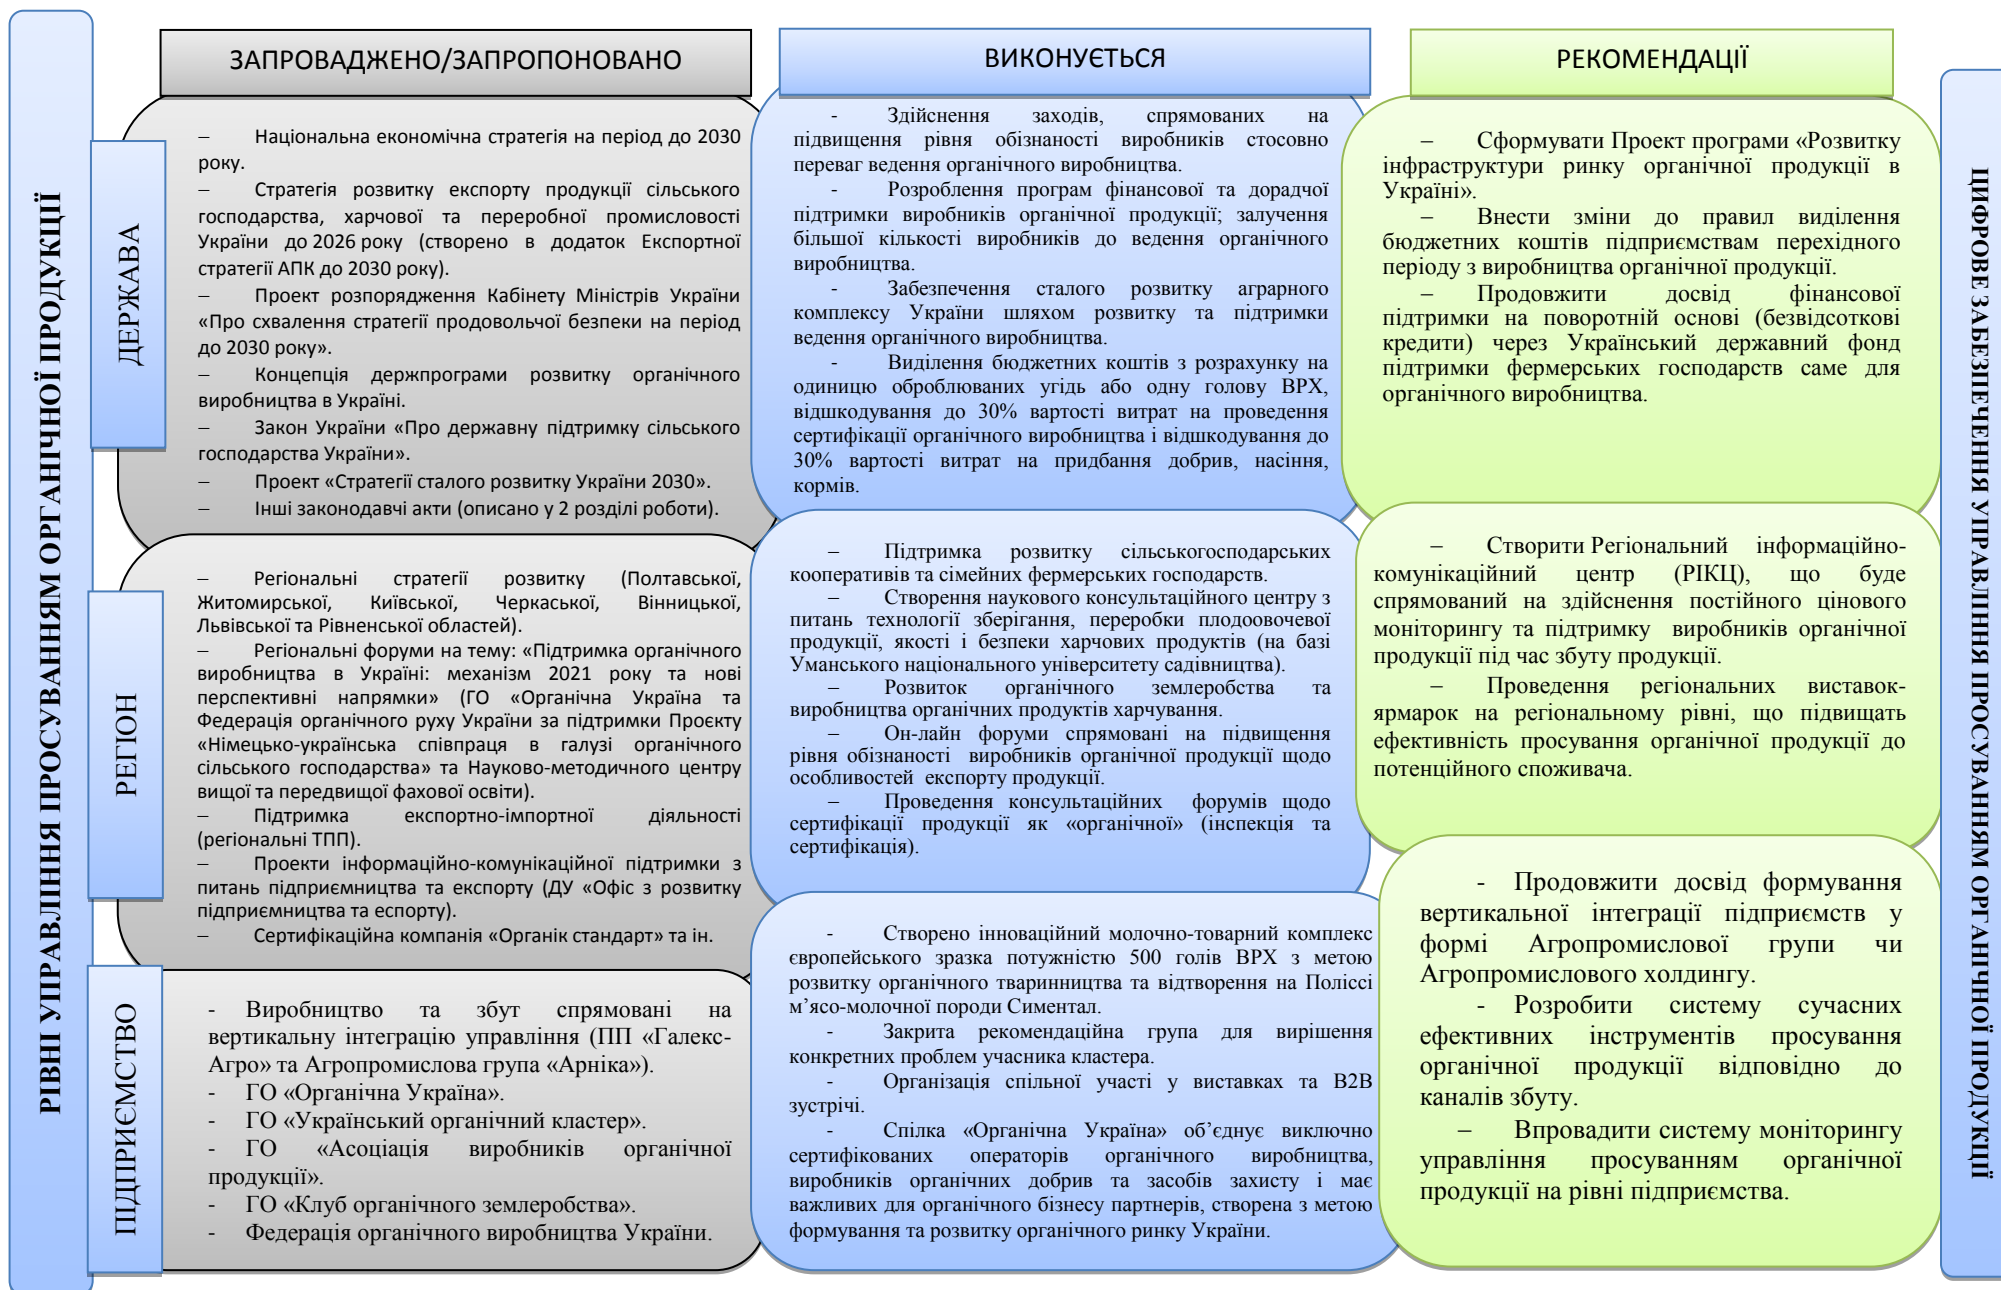 РІВНІ УПРАВЛІННЯ ПРОСУВАННЯМ ОРГАНІЧНОЇ ПРОДУКЦІЇ
ЗАПРОВАДЖЕНО/ЗАПРОПОНОВАНО
ВИКОНУЄТЬСЯ
РЕКОМЕНДАЦІЇ
ДЕРЖАВА
– Національна економічна стратегія на період до 2030
року.
– Стратегія розвитку експорту продукції сільського
господарства, харчової та переробної промисловості
України до 2026 року (створено в додаток Експортної
стратегії АПК до 2030 року).
– Проект розпорядження Кабінету Міністрів України
«Про схвалення стратегії продовольчої безпеки на період
до 2030 року».
– Концепція держпрограми розвитку органічного
виробництва в Україні.
– Закон України «Про державну підтримку сільського
господарства України».
– Проект «Стратегії сталого розвитку України 2030».
– Інші законодавчі акти (описано у 2 розділі роботи).
- Здійснення заходів, спрямованих на
підвищення рівня обізнаності виробників стосовно
переваг ведення органічного виробництва.
- Розроблення програм фінансової та дорадчої
підтримки виробників органічної продукції; залучення
більшої кількості виробників до ведення органічного
виробництва.
- Забезпечення сталого розвитку аграрного
комплексу України шляхом розвитку та підтримки
ведення органічного виробництва.
- Виділення бюджетних коштів з розрахунку на
одиницю оброблюваних угідь або одну голову ВРХ,
відшкодування до 30% вартості витрат на проведення
сертифікації органічного виробництва і відшкодування до
30% вартості витрат на придбання добрив, насіння,
кормів.
– Сформувати Проект програми «Розвитку
інфраструктури ринку органічної продукції в
Україні».
– Внести зміни до правил виділення
бюджетних коштів підприємствам перехідного
періоду з виробництва органічної продукції.
– Продовжити досвід фінансової
підтримки на поворотній основі (безвідсоткові
кредити) через Український державний фонд
підтримки фермерських господарств саме для
органічного виробництва.
РЕГІОН
– Регіональні стратегії розвитку (Полтавської,
Житомирської, Київської, Черкаської, Вінницької,
Львівської та Рівненської областей).
– Регіональні форуми на тему: «Підтримка органічного
виробництва в Україні: механізм 2021 року та нові
перспективні напрямки» (ГО «Органічна Україна та
Федерація органічного руху України за підтримки Проєкту
«Німецько-українська співпраця в галузі органічного
сільського господарства» та Науково-методичного центру
вищої та передвищої фахової освіти).
– Підтримка експортно-імпортної діяльності
(регіональні ТПП).
– Проекти інформаційно-комунікаційної підтримки з
питань підприємництва та експорту (ДУ «Офіс з розвитку
підприємництва та еспорту).
– Сертифікаційна компанія «Органік стандарт» та ін.
– Підтримка розвитку сільськогосподарських
кооперативів та сімейних фермерських господарств.
– Створення наукового консультаційного центру з
питань технології зберігання, переробки плодоовочевої
продукції, якості і безпеки харчових продуктів (на базі
Уманського національного університету садівництва).
– Розвиток органічного землеробства та
виробництва органічних продуктів харчування.
– Он-лайн форуми спрямовані на підвищення
рівня обізнаності виробників органічної продукції щодо
особливостей експорту продукції.
– Проведення консультаційних форумів щодо
сертифікації продукції як «органічної» (інспекція та
сертифікація).
– Створити Регіональний інформаційно-
комунікаційний центр (РІКЦ), що буде
спрямований на здійснення постійного цінового
моніторингу та підтримку виробників органічної
продукції під час збуту продукції.
– Проведення регіональних виставок-
ярмарок на регіональному рівні, що підвищать
ефективність просування органічної продукції до
потенційного споживача.
ПІДПРИЄМСТВО
- Виробництво та збут спрямовані на
вертикальну інтеграцію управління (ПП «Галекс-
Агро» та Агропромислова група «Арніка»).
- ГО «Органічна Україна».
- ГО «Український органічний кластер».
- ГО «Асоціація виробників органічної
продукції».
- ГО «Клуб органічного землеробства».
- Федерація органічного виробництва України.
- Створено інноваційний молочно-товарний комплекс
європейського зразка потужністю 500 голів ВРХ з метою
розвитку органічного тваринництва та відтворення на Поліссі
м’ясо-молочної породи Симентал.
- Закрита рекомендаційна група для вирішення
конкретних проблем учасника кластера.
- Організація спільної участі у виставках та В2В
зустрічі.
- Спілка «Органічна Україна» об’єднує виключно
сертифікованих операторів органічного виробництва,
виробників органічних добрив та засобів захисту і має
важливих для органічного бізнесу партнерів, створена з метою
формування та розвитку органічного ринку України.
- Продовжити досвід формування
вертикальної інтеграції підприємств у
формі Агропромислової групи чи
Агропромислового холдингу.
- Розробити систему сучасних
ефективних інструментів просування
органічної продукції відповідно до
каналів збуту.
– Впровадити систему моніторингу
управління просуванням органічної
продукції на рівні підприємства.
ЦИФРОВЕ ЗАБЕЗПЕЧЕННЯ УПРАВЛІННЯ ПРОСУВАННЯМ ОРГАНІЧНОЇ ПРОДУКЦІЇ